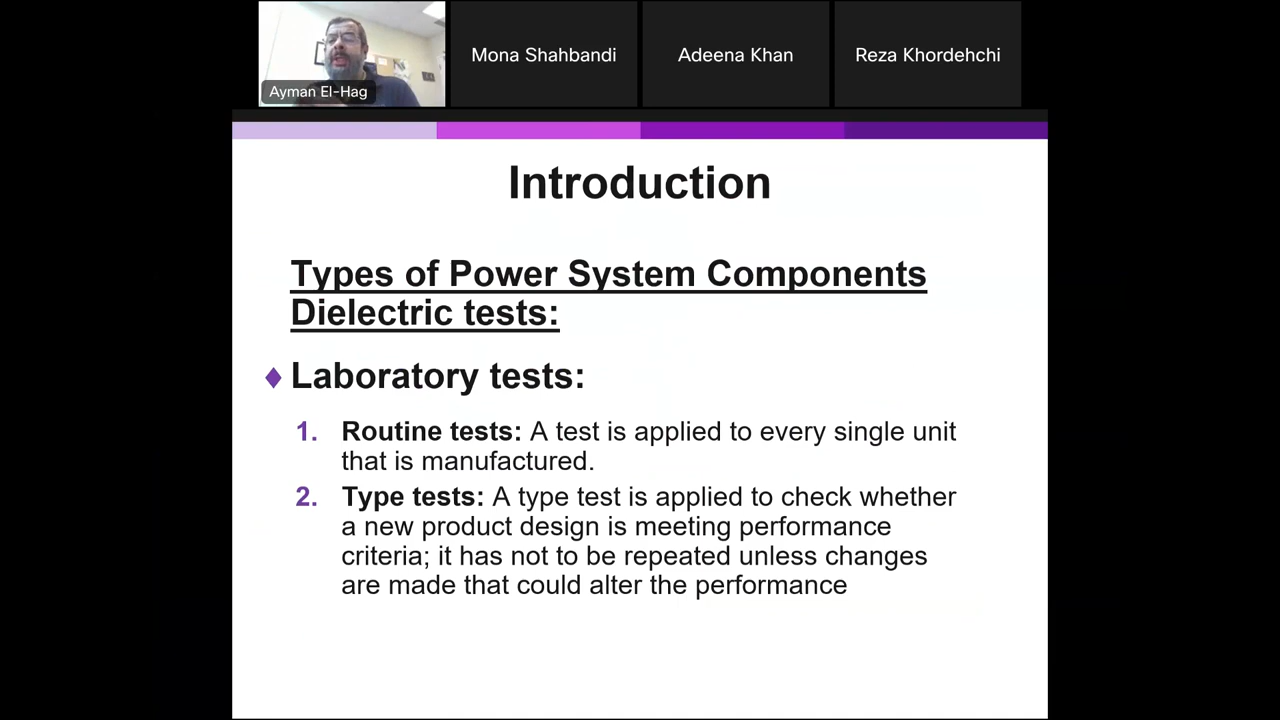 Ayman El-Hag
Mona Shahbandi
Adeena Khan
Reza Khordehchi
Introduction
Types of Power System Components
Dielectric tests:
Laboratory tests:
1. Routine tests: A test is applied to every single unit
that is manufactured.
2. Type tests: A type test is applied to check whether
a new product design is meeting performance
criteria; it has not to be repeated unless changes
are made that could alter the performance